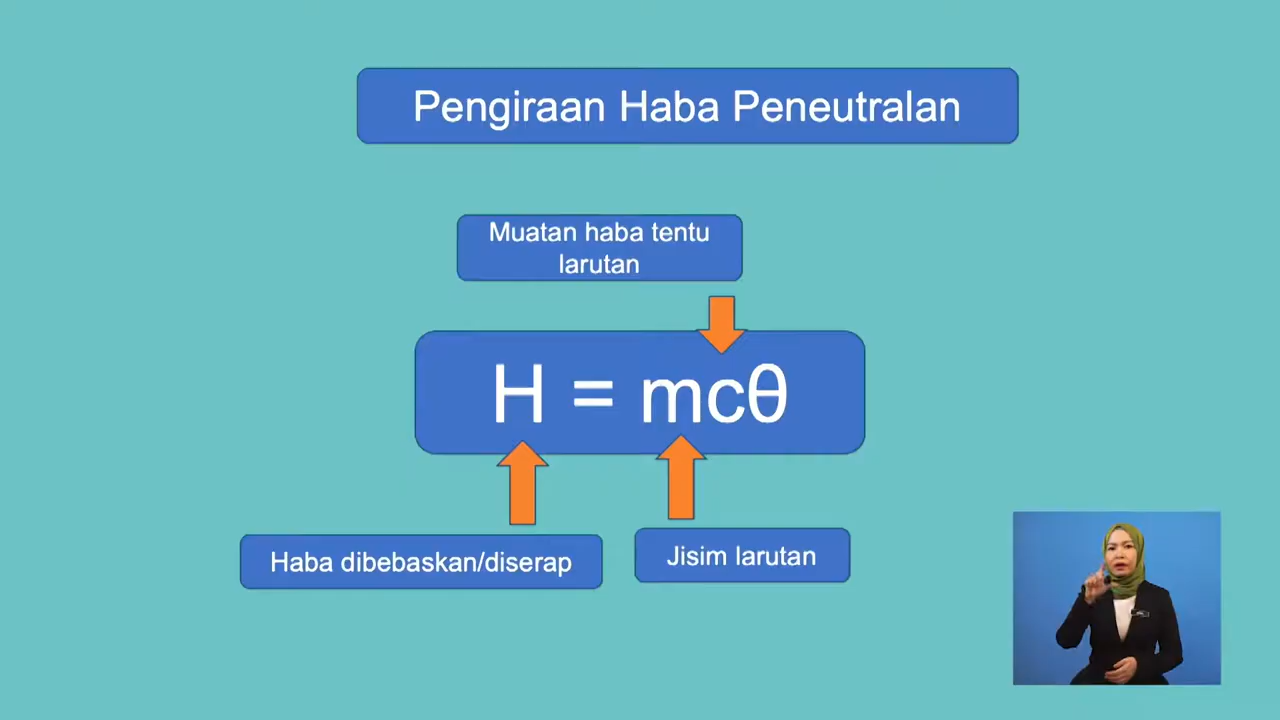 Pengiraan Haba Peneutralan
Muatan haba tentu
larutan
H = mcθ
Haba dibebaskan/diserap
Jisim larutan